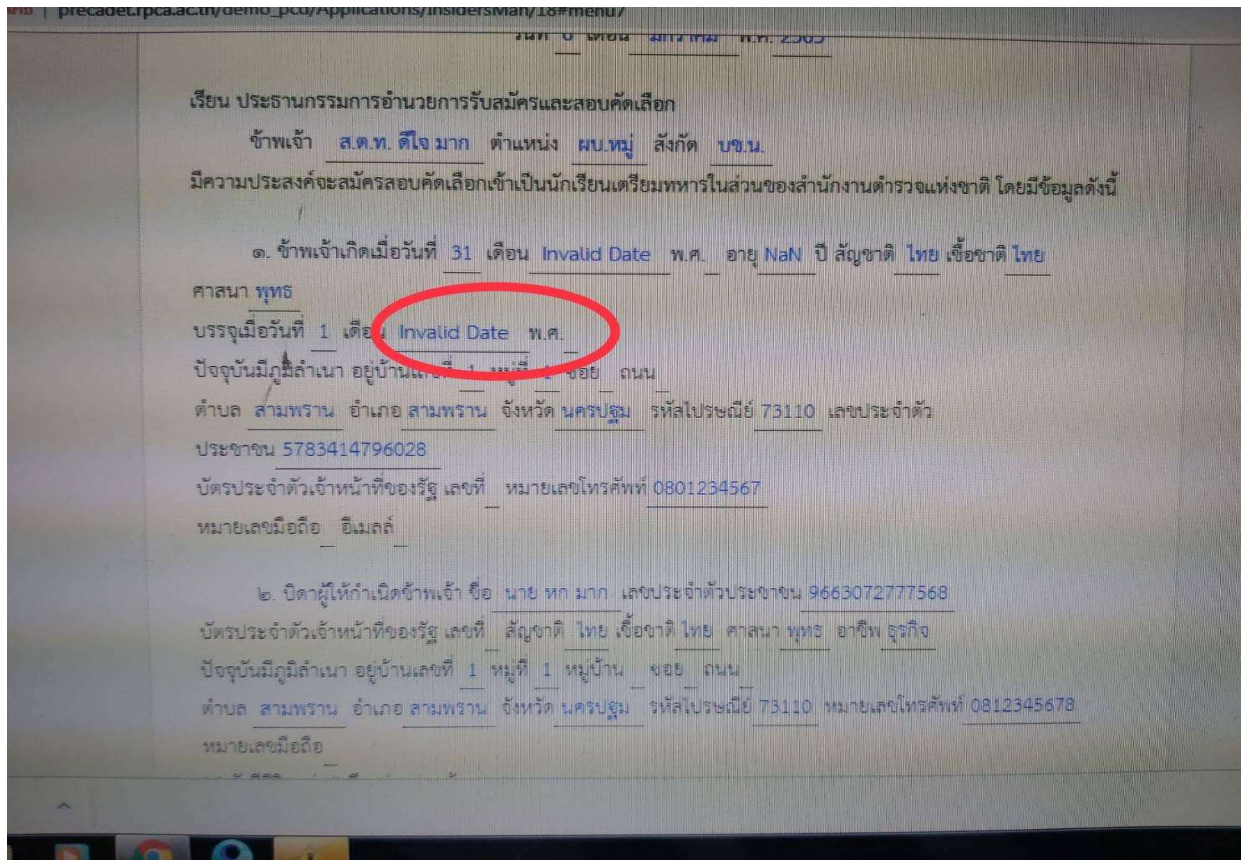 precadet.rpca.ac.th/demo_pcd/Applications/InsidersMan/18#menu7
วันที่ 6 เดือน มกราคม พ.ศ. 2565
เรียน ประธานกรรมการอำนวยการรับสมัครและสอบคัดเลือก
ข้าพเจ้า ส.ต.ท. ดีใจ มาก ตำแหน่ง ผบ.หมู่ สังกัด บช.น.
มีความประสงค์จะสมัครสอบคัดเลือกเข้าเป็นนักเรียนเตรียมทหารในส่วนของสำนักงานตำรวจแห่งชาติ โดยมีข้อมูลดังนี้
๑. ข้าพเจ้าเกิดเมื่อวันที่ 31 เดือน Invalid Date พ.ศ. อายุ NaN ปี สัญชาติ ไทย เชื้อชาติ ไทย
ศาสนา พุทธ
บรรจุเมื่อวันที่ 1 เดือน Invalid Date พ.ศ.
ปัจจุบันมีภูมิลำเนา อยู่บ้านเลขที่ 1 หมู่ที่ 1 ซอย ถนน
ตำบล สามพราน อำเภอ สามพราน จังหวัด นครปฐม รหัสไปรษณีย์ 73110 เลขประจำตัว
ประชาชน 5783414796028
บัตรประจำตัวเจ้าหน้าที่ของรัฐ เลขที่ หมายเลขโทรศัพท์ 0801234567
หมายเลขมือถือ อีเมลล์
๒. บิดาผู้ให้กำเนิดข้าพเจ้า ชื่อ นาย หก มาก เลขประจำตัวประชาชน 9663072777568
บัตรประจำตัวเจ้าหน้าที่ของรัฐ เลขที่ สัญชาติ ไทย เชื้อชาติ ไทย ศาสนา พุทธ อาชีพ ธุรกิจ
ปัจจุบันมีภูมิลำเนา อยู่บ้านเลขที่ 1 หมู่ที่ 1 หมู่บ้าน ซอย ถนน
ตำบล สามพราน อำเภอ สามพราน จังหวัด นครปฐม รหัสไปรษณีย์ 73110 หมายเลขโทรศัพท์ 0812345678
หมายเลขมือถือ